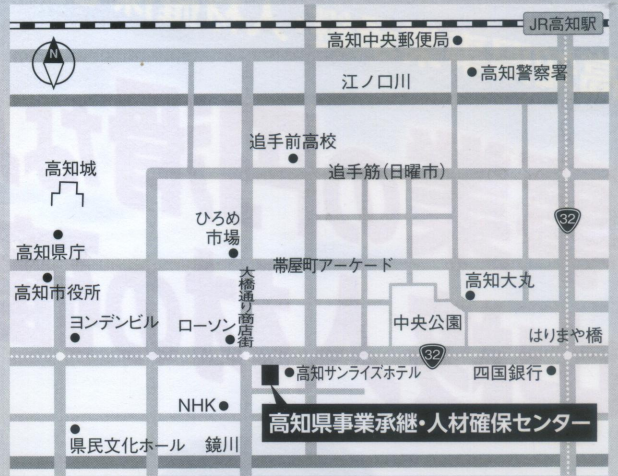 JR高知駅
高知中央郵便局
N
高知警察署
江ノ口川
追手前高校
高知城
追手筋(日曜市)
ひろめ
市場
32
高知県庁
帯屋町アーケード
大橋通り商店街
高知市役所
高知大丸
ヨンデンビル
ローソン
中央公園
はりまや橋
32
高知サンライズホテル
四国銀行
NHK
高知県事業承継・人材確保センター
県民文化ホール
鏡川